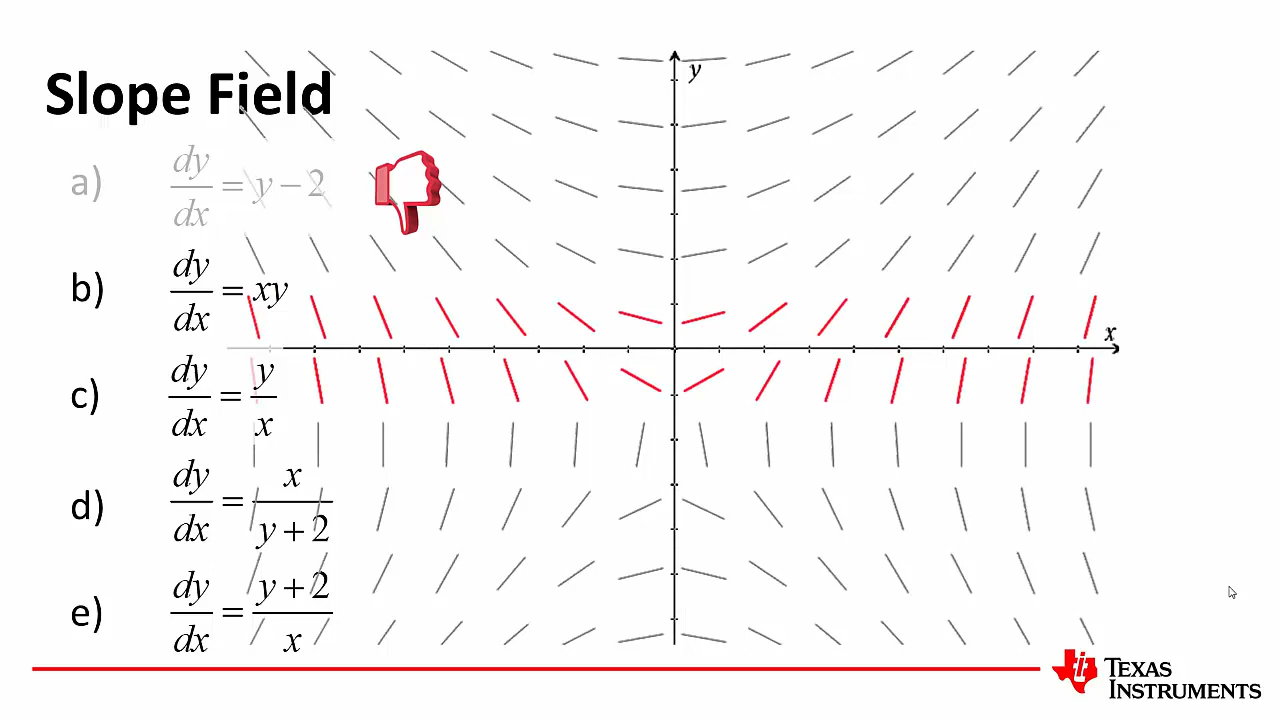 Slope Field
a) dy/dx = y − 2
b) dy/dx = xy
c) dy/dx = y/x
d) dy/dx = x/(y + 2)
e) dy/dx = (y + 2)/x
y
x
TEXAS
INSTRUMENTS